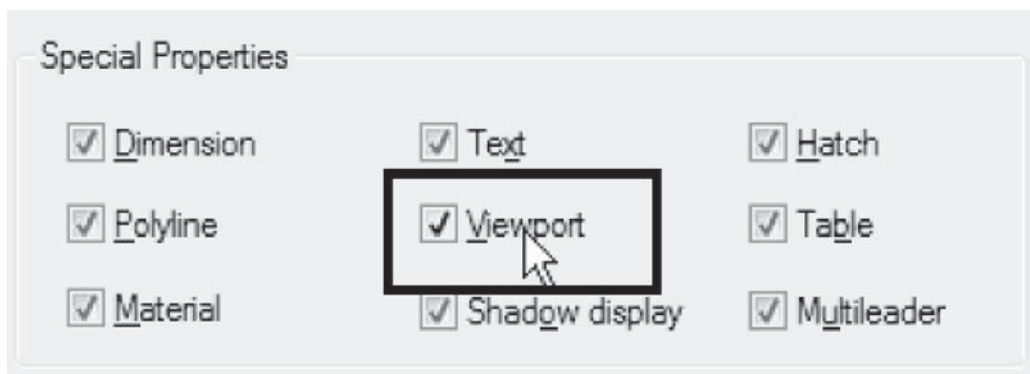 Special Properties
Dimension Text Hatch
Polyline Viewport Table
Material Shadow display Multileader